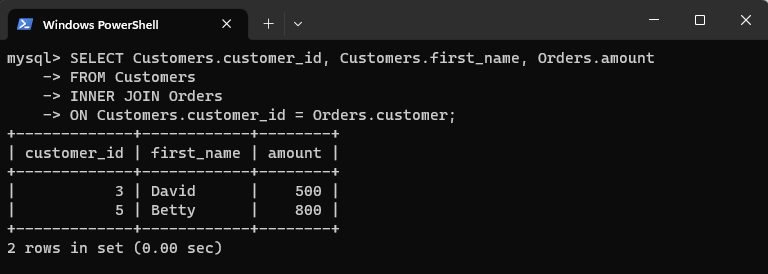 Windows PowerShell
mysql> SELECT Customers.customer_id, Customers.first_name, Orders.amount
    -> FROM Customers
    -> INNER JOIN Orders
    -> ON Customers.customer_id = Orders.customer;
+-------------+------------+--------+
| customer_id | first_name | amount |
+-------------+------------+--------+
|           3 | David      |    500 |
|           5 | Betty      |    800 |
+-------------+------------+--------+
2 rows in set (0.00 sec)